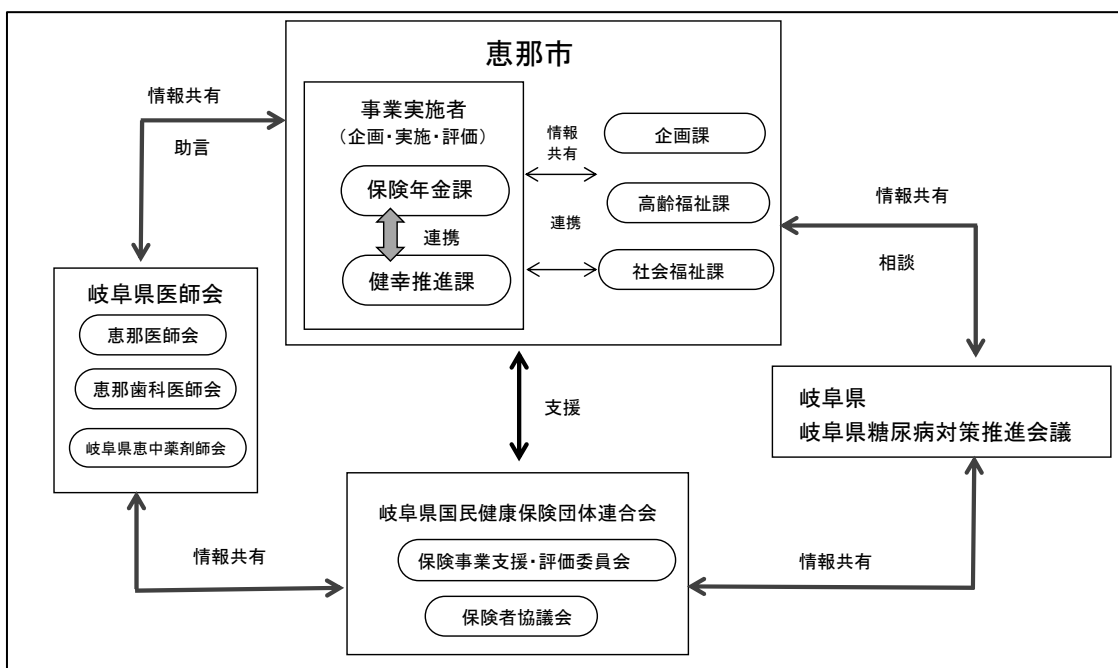 恵那市
事業実施者
（企画・実施・評価）
保険年金課
連携
健幸推進課
情報
共有
連携
企画課
高齢福祉課
社会福祉課
情報共有
助言
情報共有
相談
岐阜県医師会
恵那医師会
恵那歯科医師会
岐阜県恵中薬剤師会
支援
岐阜県
岐阜県糖尿病対策推進会議
岐阜県国民健康保険団体連合会
保険事業支援・評価委員会
保険者協議会
情報共有
情報共有